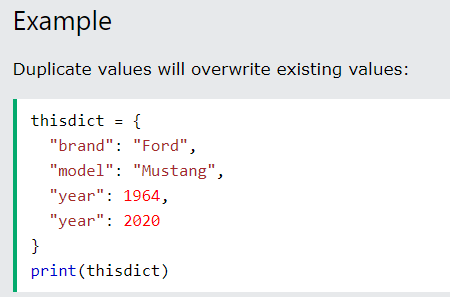 Example
Duplicate values will overwrite existing values:
thisdict = {
  "brand": "Ford",
  "model": "Mustang",
  "year": 1964,
  "year": 2020
}
print(thisdict)